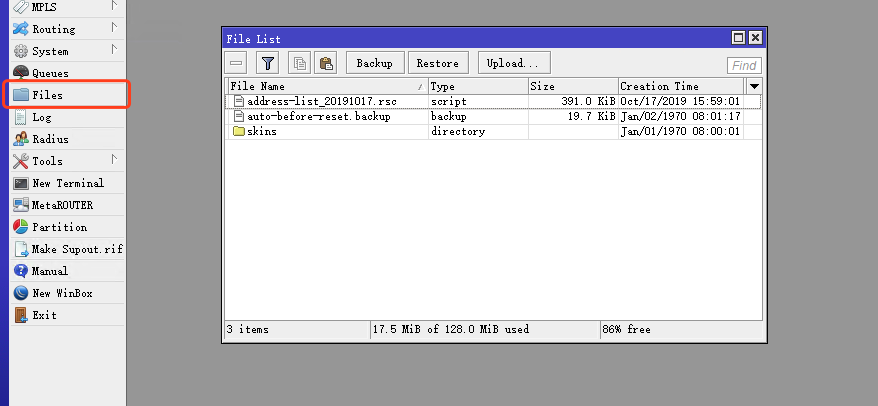 MPLS
Routing
System
Queues
Files
Log
Radius
Tools
New Terminal
MetaROUTER
Partition
Make Supout.rif
Manual
New WinBox
Exit
File List
Backup Restore Upload... Find
File Name Type Size Creation Time
address-list_20191017.rsc script 391.0 KiB Oct/17/2019 15:59:01
auto-before-reset.backup backup 19.7 KiB Jan/02/1970 08:01:17
skins directory Jan/01/1970 08:00:01
3 items 17.5 MiB of 128.0 MiB used 86% free